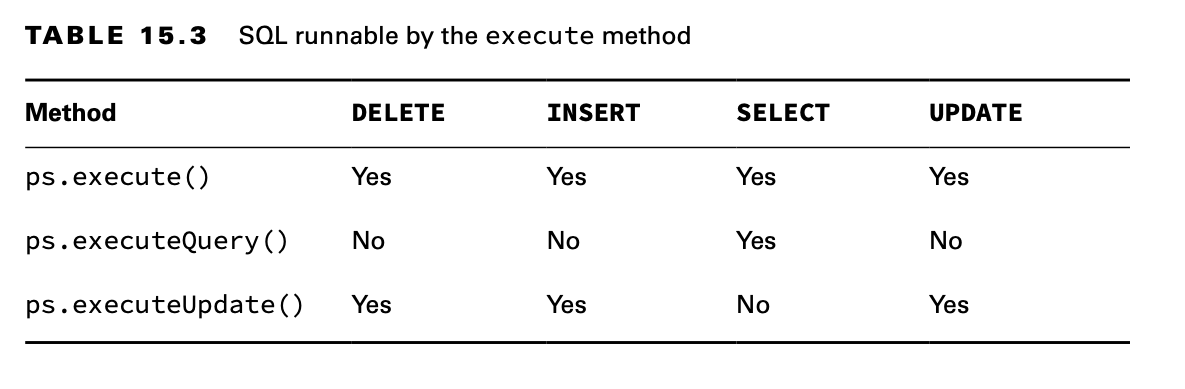 TABLE 15.3 SQL runnable by the execute method
Method DELETE INSERT SELECT UPDATE
ps.execute() Yes Yes Yes Yes
ps.executeQuery() No No Yes No
ps.executeUpdate() Yes Yes No Yes